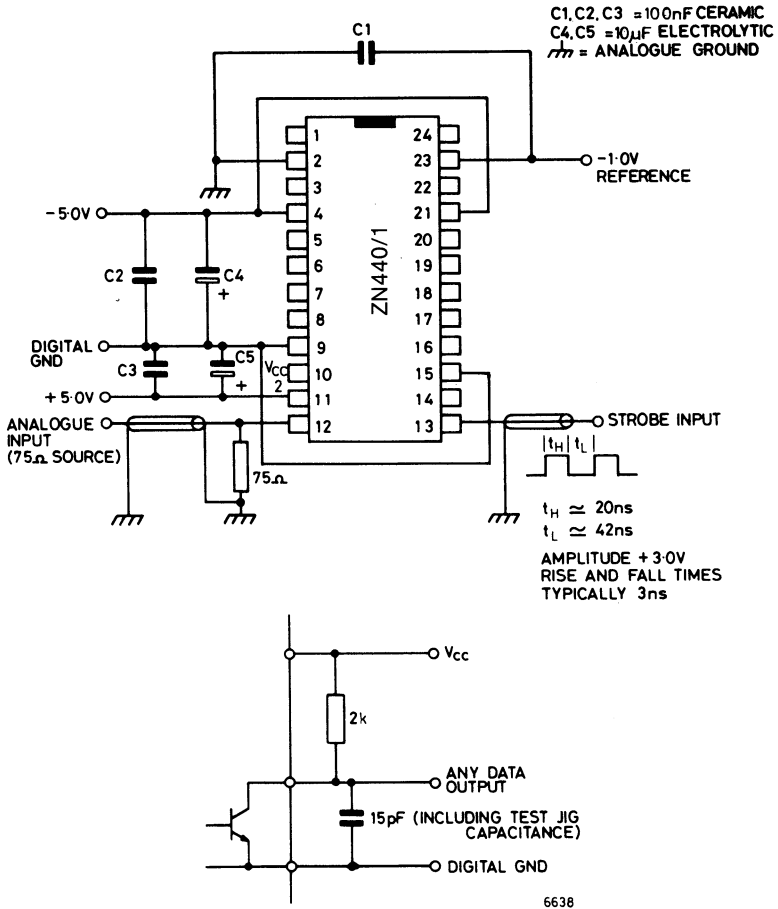 C1, C2, C3 = 100nF CERAMIC
C4, C5 = 10µF ELECTROLYTIC
= ANALOGUE GROUND
C1
1
24
2
23
-1.0V
REFERENCE
3
22
-5.0V
4
21
5
20
C2
C4
+
6
19
ZN440/1
7
18
8
17
DIGITAL
GND
9
16
C3
C5
+
VCC
2
10
15
+5.0V
11
14
ANALOGUE
INPUT
(75Ω SOURCE)
12
13
STROBE INPUT
75Ω
tH
tL
tH ≃ 20ns
tL ≃ 42ns
AMPLITUDE +3.0V
RISE AND FALL TIMES
TYPICALLY 3ns
VCC
2k
ANY DATA
OUTPUT
15pF (INCLUDING TEST JIG
CAPACITANCE)
DIGITAL GND
6638